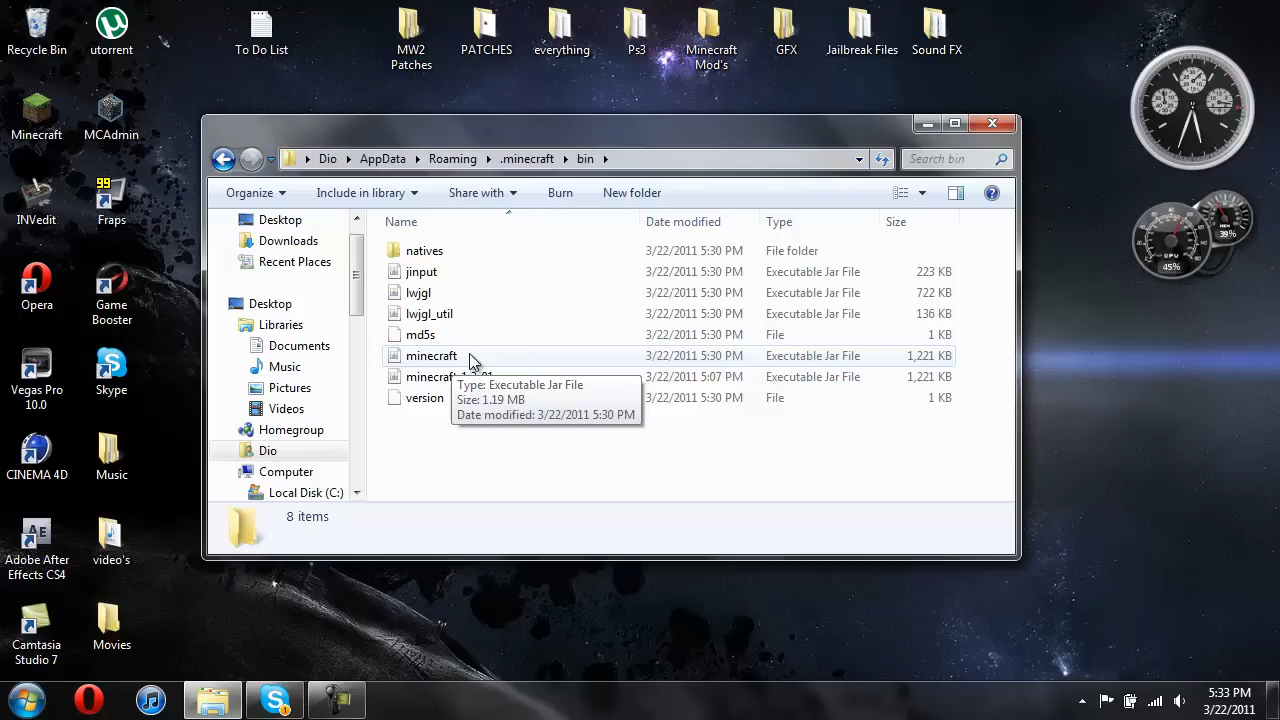 Recycle Bin
utorrent
To Do List
MW2
Patches
PATCHES
everything
Ps3
Minecraft
Mod's
GFX
Jailbreak Files
Sound FX
Minecraft
MCAdmin
INVedit
99
Fraps
Opera
Game
Booster
Vegas Pro
10.0
Skype
CINEMA 4D
Music
AE
Adobe After
Effects CS4
video's
Camtasia
Studio 7
Movies
Dio
AppData
Roaming
.minecraft
bin
Search bin
Organize
Include in library
Share with
Burn
New folder
Desktop
Downloads
Recent Places
Desktop
Libraries
Documents
Music
Pictures
Videos
Homegroup
Dio
Computer
Local Disk (C:)
Name Date modified Type Size
natives 3/22/2011 5:30 PM File folder
jinput 3/22/2011 5:30 PM Executable Jar File 223 KB
lwjgl 3/22/2011 5:30 PM Executable Jar File 722 KB
lwjgl_util 3/22/2011 5:30 PM Executable Jar File 136 KB
md5s 3/22/2011 5:30 PM File 1 KB
minecraft 3/22/2011 5:30 PM Executable Jar File 1,221 KB
3/22/2011 5:07 PM Executable Jar File 1,221 KB
version 3/22/2011 5:30 PM File 1 KB
Type: Executable Jar File
Size: 1.19 MB
Date modified: 3/22/2011 5:30 PM
8 items
MEM
39%
CPU
45%
1
5:33 PM
3/22/2011